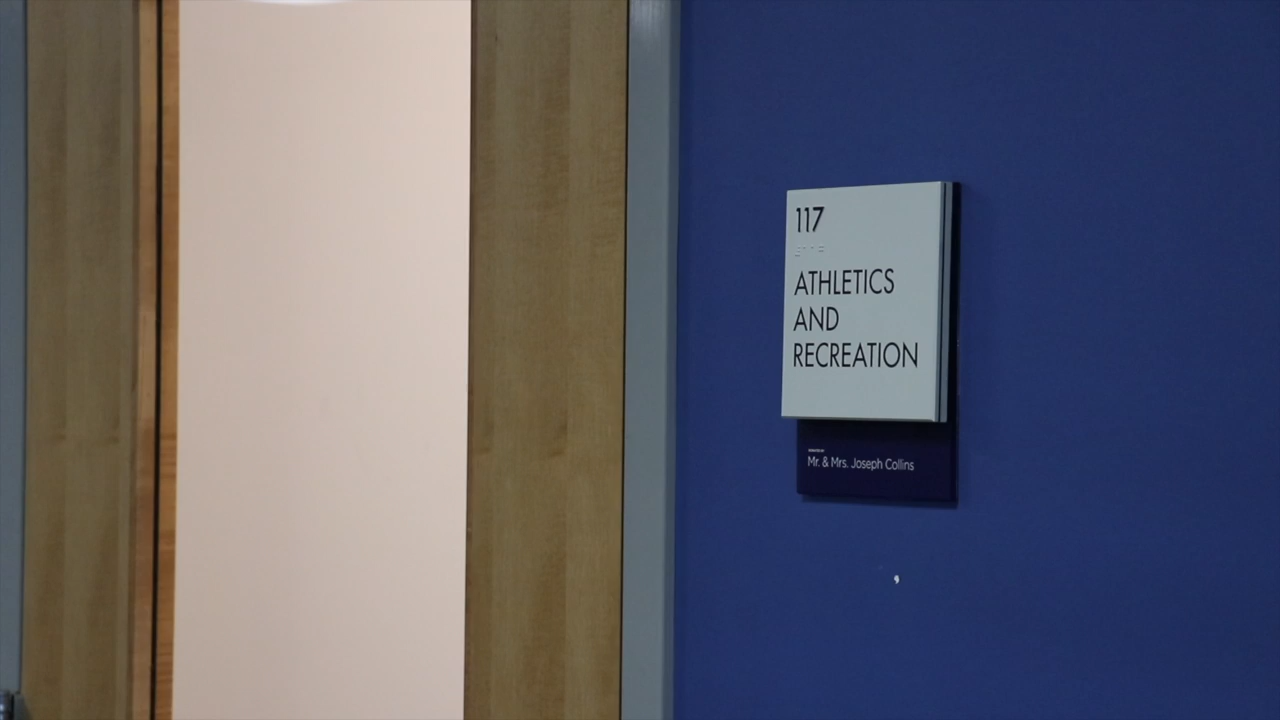 117
ATHLETICS
AND
RECREATION
Mr. & Mrs. Joseph Collins